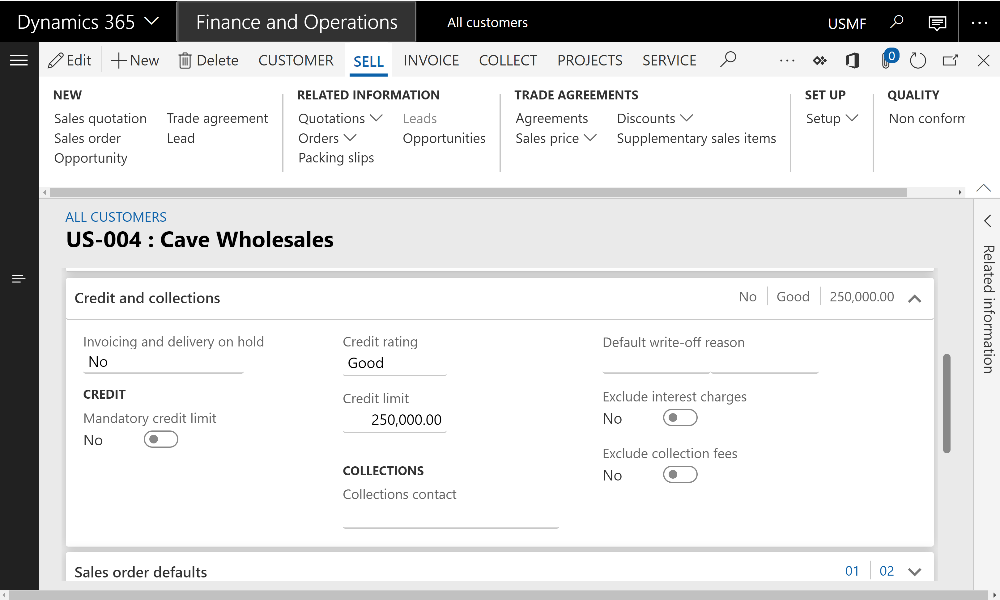 Dynamics 365
Finance and Operations
All customers
USMF
Edit
New
Delete
CUSTOMER
SELL
INVOICE
COLLECT
PROJECTS
SERVICE
0
NEW
Sales quotation
Trade agreement
Sales order
Lead
Opportunity
RELATED INFORMATION
Quotations
Leads
Orders
Opportunities
Packing slips
TRADE AGREEMENTS
Agreements
Discounts
Sales price
Supplementary sales items
SET UP
Setup
QUALITY
Non conform
ALL CUSTOMERS
US-004 : Cave Wholesales
Related information
Credit and collections
No
Good
250,000.00
Invoicing and delivery on hold
No
CREDIT
Mandatory credit limit
No
Credit rating
Good
Credit limit
250,000.00
COLLECTIONS
Collections contact
Default write-off reason
Exclude interest charges
No
Exclude collection fees
No
Sales order defaults
01
02